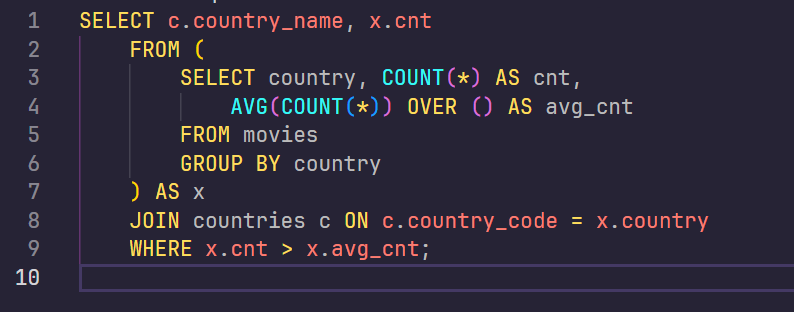 1 SELECT c.country_name, x.cnt
2 FROM (
3 SELECT country, COUNT(*) AS cnt,
4 AVG(COUNT(*)) OVER () AS avg_cnt
5 FROM movies
6 GROUP BY country
7 ) AS x
8 JOIN countries c ON c.country_code = x.country
9 WHERE x.cnt > x.avg_cnt;
10